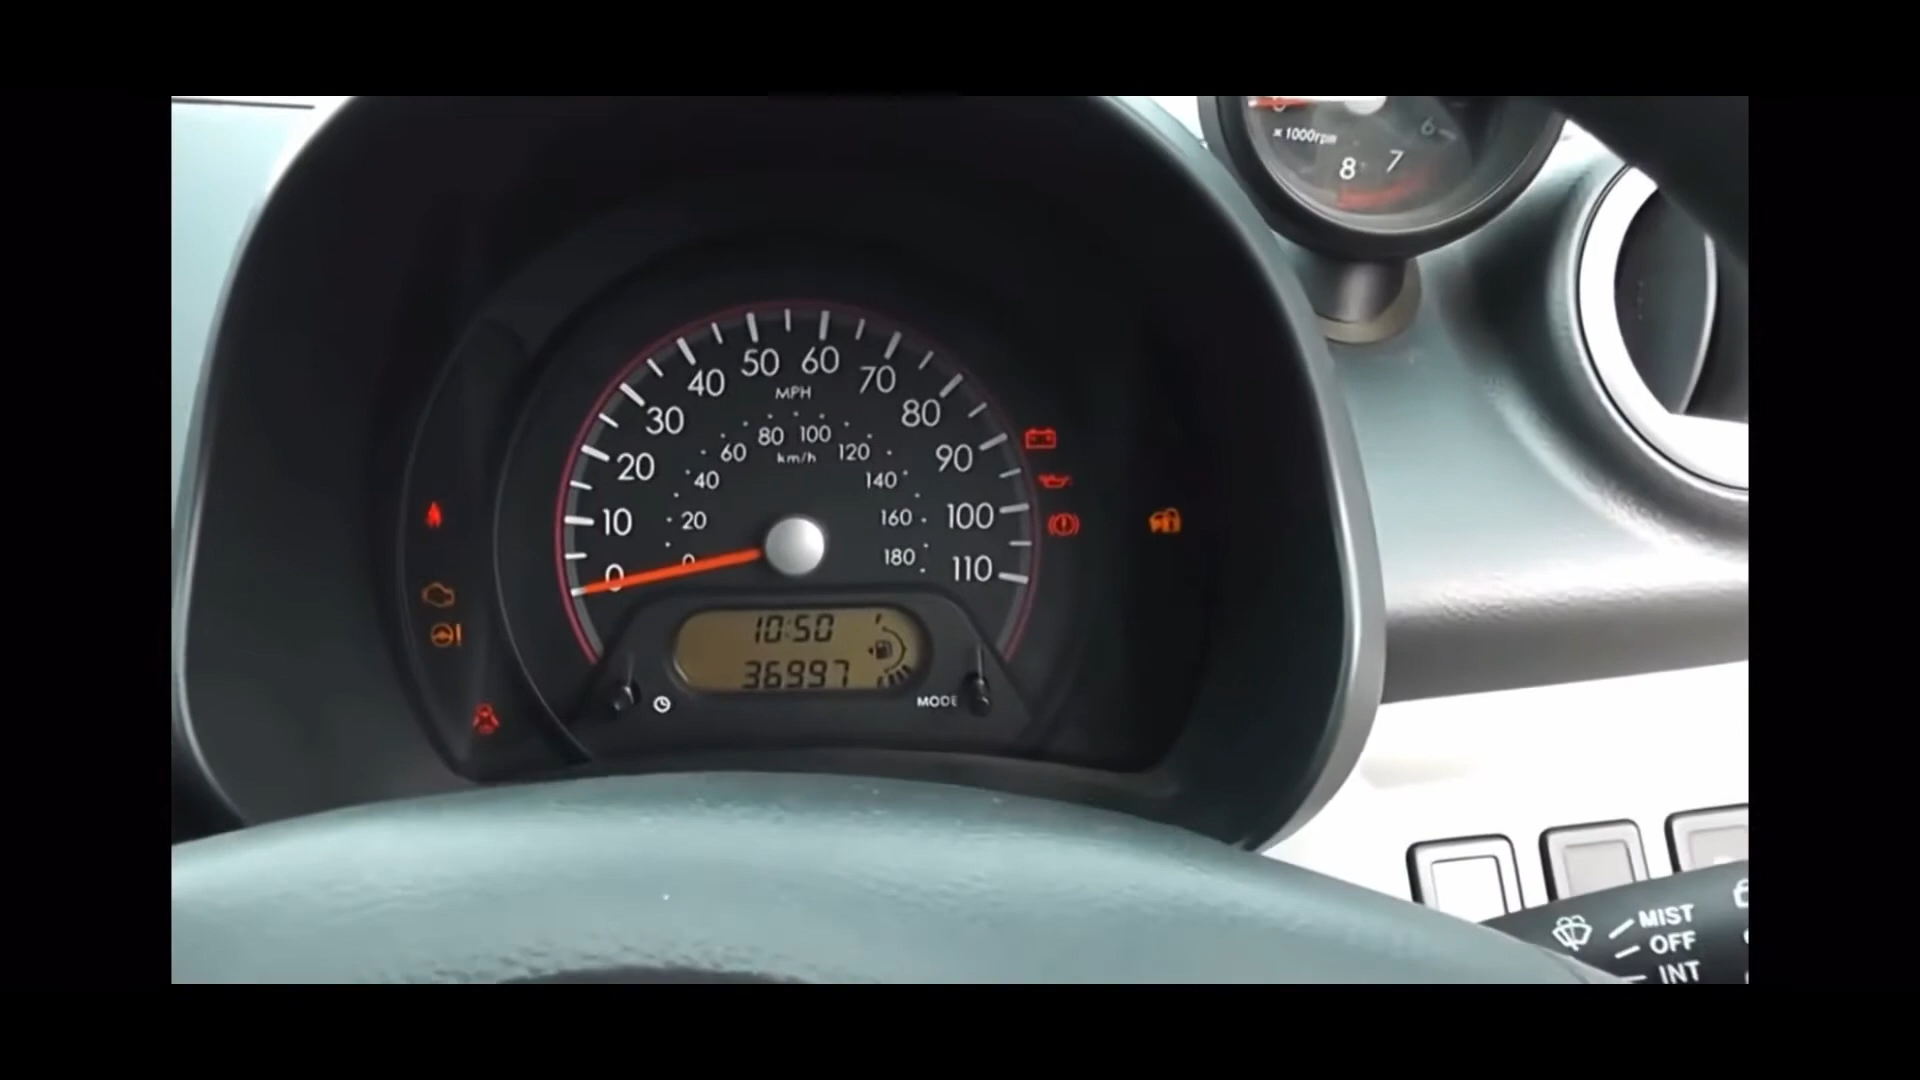 x 1000rpm
6
8 7
50 60
40 70
MPH
30 80
80 100
60 km/h 120
20 90
40 140
10 20 160 100
0 0 180 110
10:50
36997
MODE
MIST
OFF
INT